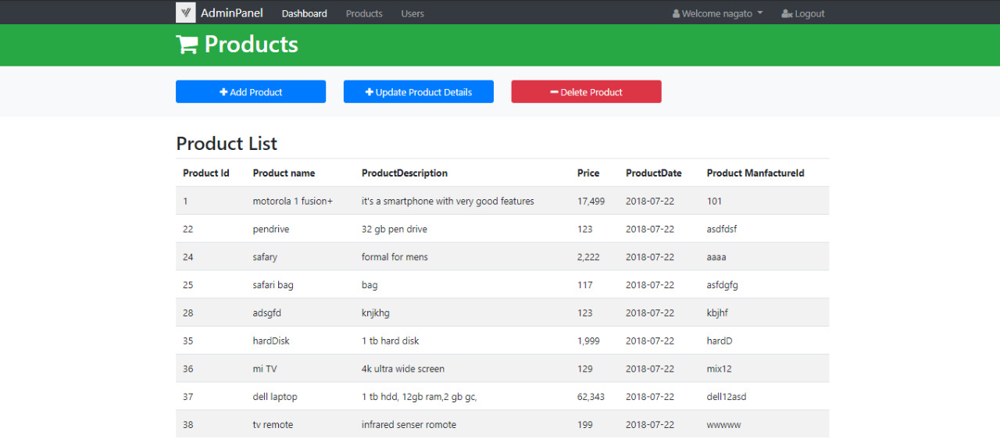 AdminPanel Dashboard Products Users Welcome nagato Logout
Products
Add Product Update Product Details Delete Product
Product List
Product Id Product name ProductDescription Price ProductDate Product ManfactureId
1 motorola 1 fusion+ it's a smartphone with very good features 17,499 2018-07-22 101
22 pendrive 32 gb pen drive 123 2018-07-22 asdfdsf
24 safary formal for mens 2,222 2018-07-22 aaaa
25 safari bag bag 117 2018-07-22 asfdgfg
28 adsgfd knjkhg 123 2018-07-22 kbjhf
35 hardDisk 1 tb hard disk 1,999 2018-07-22 hardD
36 mi TV 4k ultra wide screen 129 2018-07-22 mix12
37 dell laptop 1 tb hdd, 12gb ram,2 gb gc, 62,343 2018-07-22 dell12asd
38 tv remote infrared senser romote 199 2018-07-22 wwwww